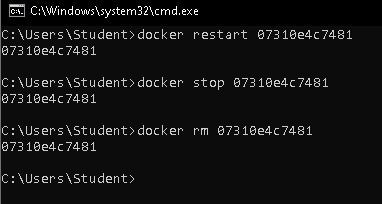 C:\Windows\system32\cmd.exe
C:\Users\Student>docker restart 07310e4c7481
07310e4c7481
C:\Users\Student>docker stop 07310e4c7481
07310e4c7481
C:\Users\Student>docker rm 07310e4c7481
07310e4c7481
C:\Users\Student>